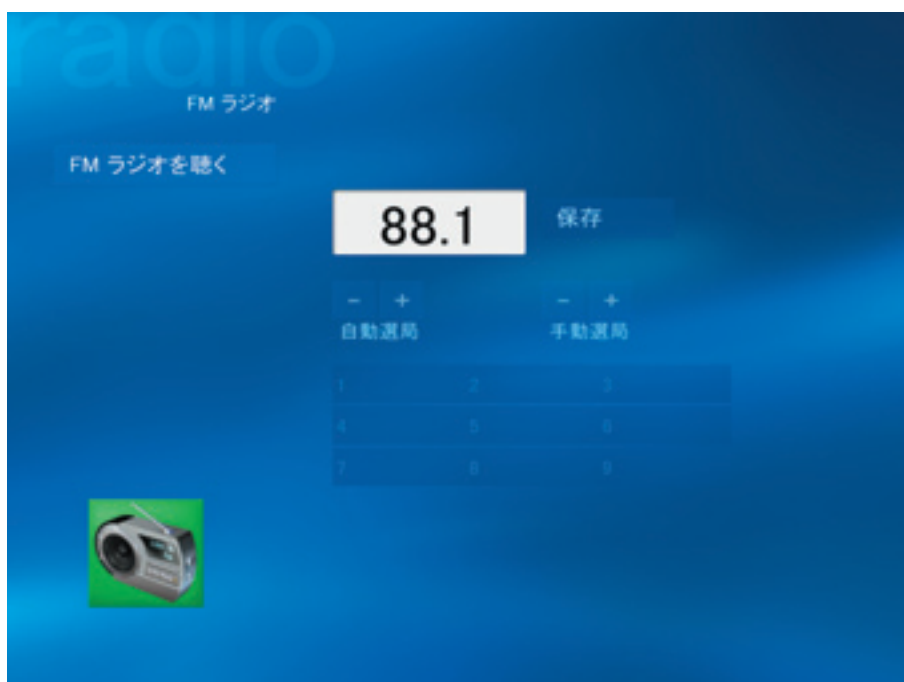 radio
FM ラジオ
FM ラジオを聴く
88.1 保存
- + - +
自動選局 手動選局
1 2 3
4 5 6
7 8 9